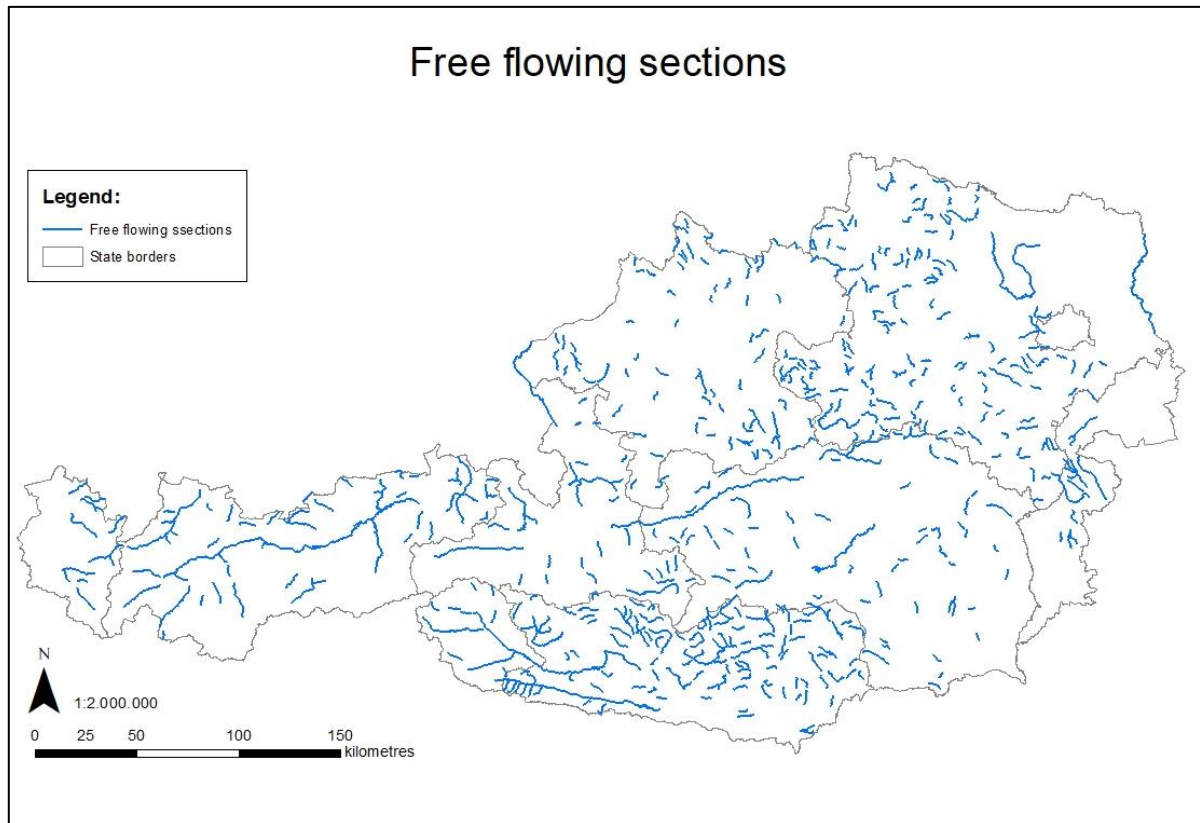 Free flowing sections
Legend:
Free flowing ssections
State borders
N
1:2.000.000
0 25 50 100 150
kilometres